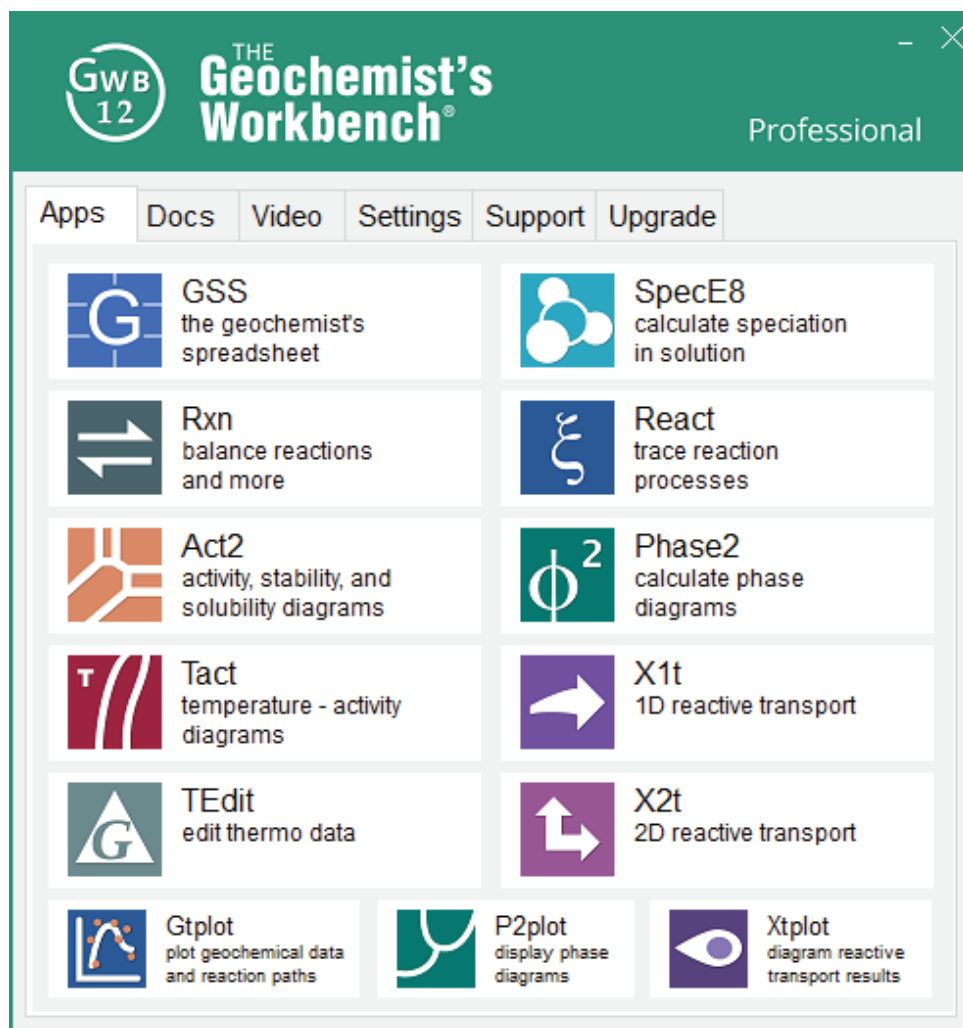 GWB
12
THE
Geochemist's
Workbench®
Professional
Apps Docs Video Settings Support Upgrade
G
GSS
the geochemist's
spreadsheet
SpecE8
calculate speciation
in solution
Rxn
balance reactions
and more
ξ
React
trace reaction
processes
Act2
activity, stability, and
solubility diagrams
ϕ2
Phase2
calculate phase
diagrams
T
Tact
temperature - activity
diagrams
X1t
1D reactive transport
G
TEdit
edit thermo data
X2t
2D reactive transport
Gtplot
plot geochemical data
and reaction paths
P2plot
display phase
diagrams
Xtplot
diagram reactive
transport results